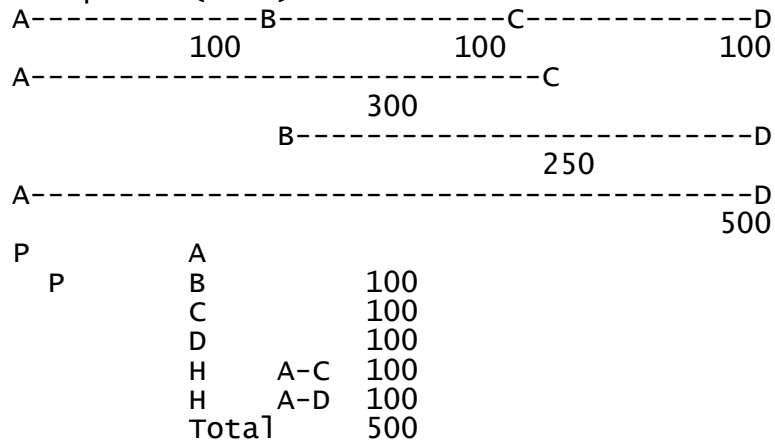 A-------------B-------------C-------------D
100 100 100
A-----------------------------C
300
B--------------------------D
250
A-----------------------------------------D
500
P A
P B 100
C 100
D 100
H A-C 100
H A-D 100
Total 500